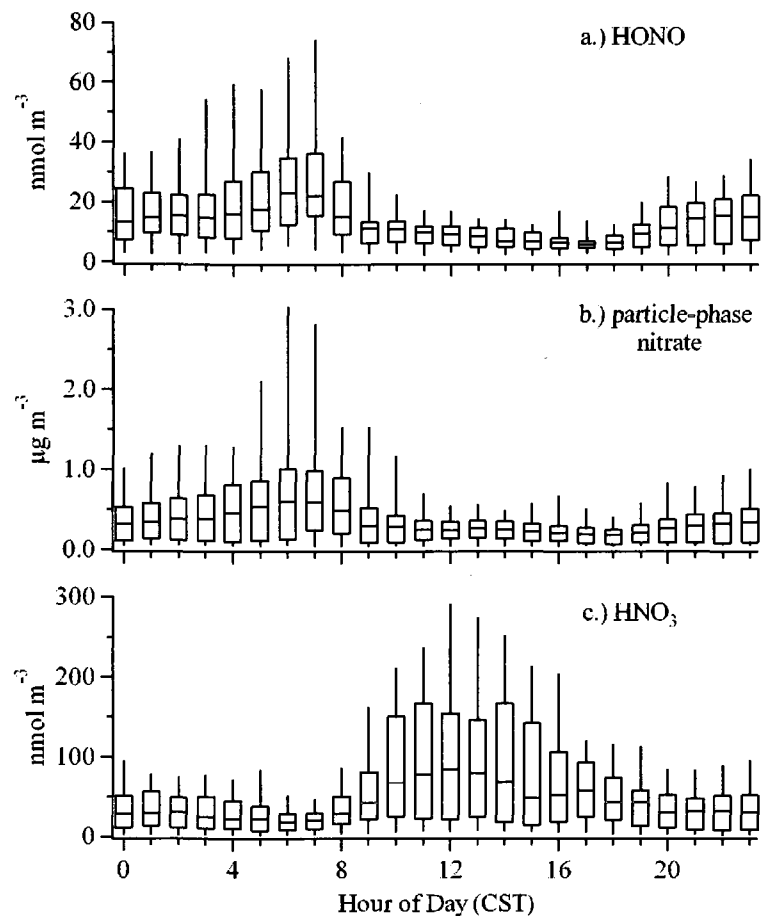 a.) HONO
80
60
40
20
0
nmol m⁻³
b.) particle-phase
nitrate
3.0
2.0
1.0
0.0
µg m⁻³
c.) HNO₃
300
200
100
0
nmol m⁻³
0 4 8 12 16 20
Hour of Day (CST)